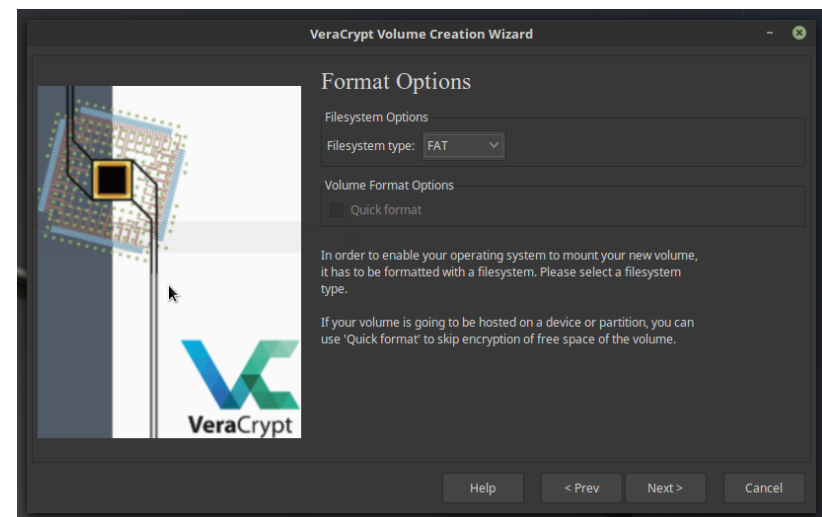 VeraCrypt Volume Creation Wizard
Format Options
Filesystem Options
Filesystem type: FAT
Volume Format Options
Quick format
In order to enable your operating system to mount your new volume,
it has to be formatted with a filesystem. Please select a filesystem
type.
If your volume is going to be hosted on a device or partition, you can
use 'Quick format' to skip encryption of free space of the volume.
VeraCrypt
Help
< Prev
Next >
Cancel